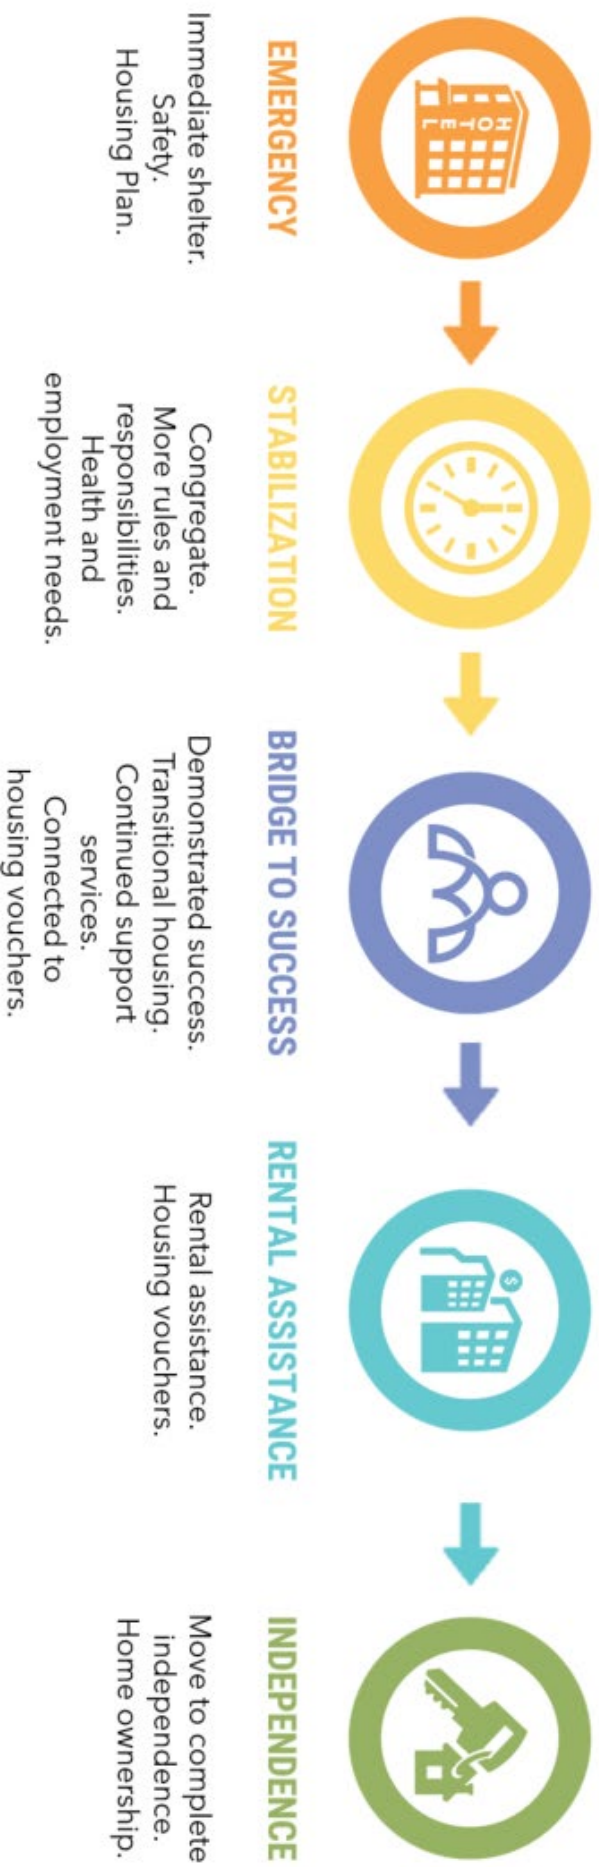 HOTEL
EMERGENCY
Immediate shelter.
Safety.
Housing Plan.
STABILIZATION
Congregate.
More rules and
responsibilities.
Health and
employment needs.
BRIDGE TO SUCCESS
Demonstrated success.
Transitional housing.
Continued support
services.
Connected to
housing vouchers.
$
RENTAL ASSISTANCE
Rental assistance.
Housing vouchers.
INDEPENDENCE
Move to complete
independence.
Home ownership.